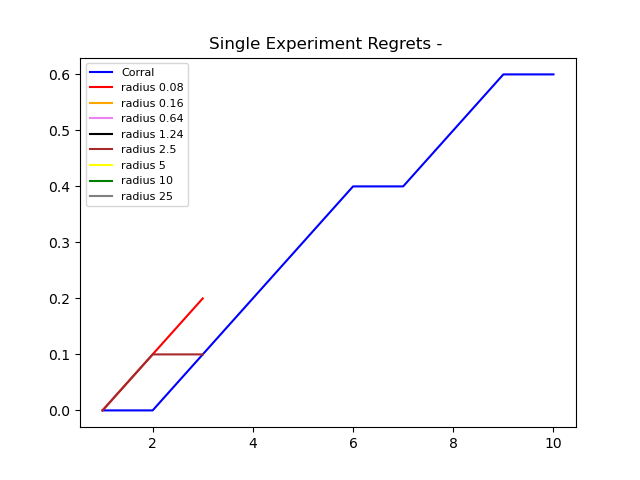 Single Experiment Regrets -
Corral
radius 0.08
radius 0.16
radius 0.64
radius 1.24
radius 2.5
radius 5
radius 10
radius 25
0.6
0.5
0.4
0.3
0.2
0.1
0.0
2 4 6 8 10